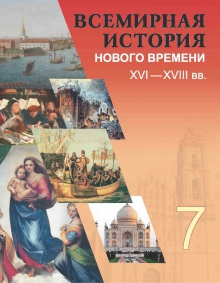 ВСЕМИРНАЯ
ИСТОРИЯ
НОВОГО ВРЕМЕНИ
XVI — XVIII вв.
7